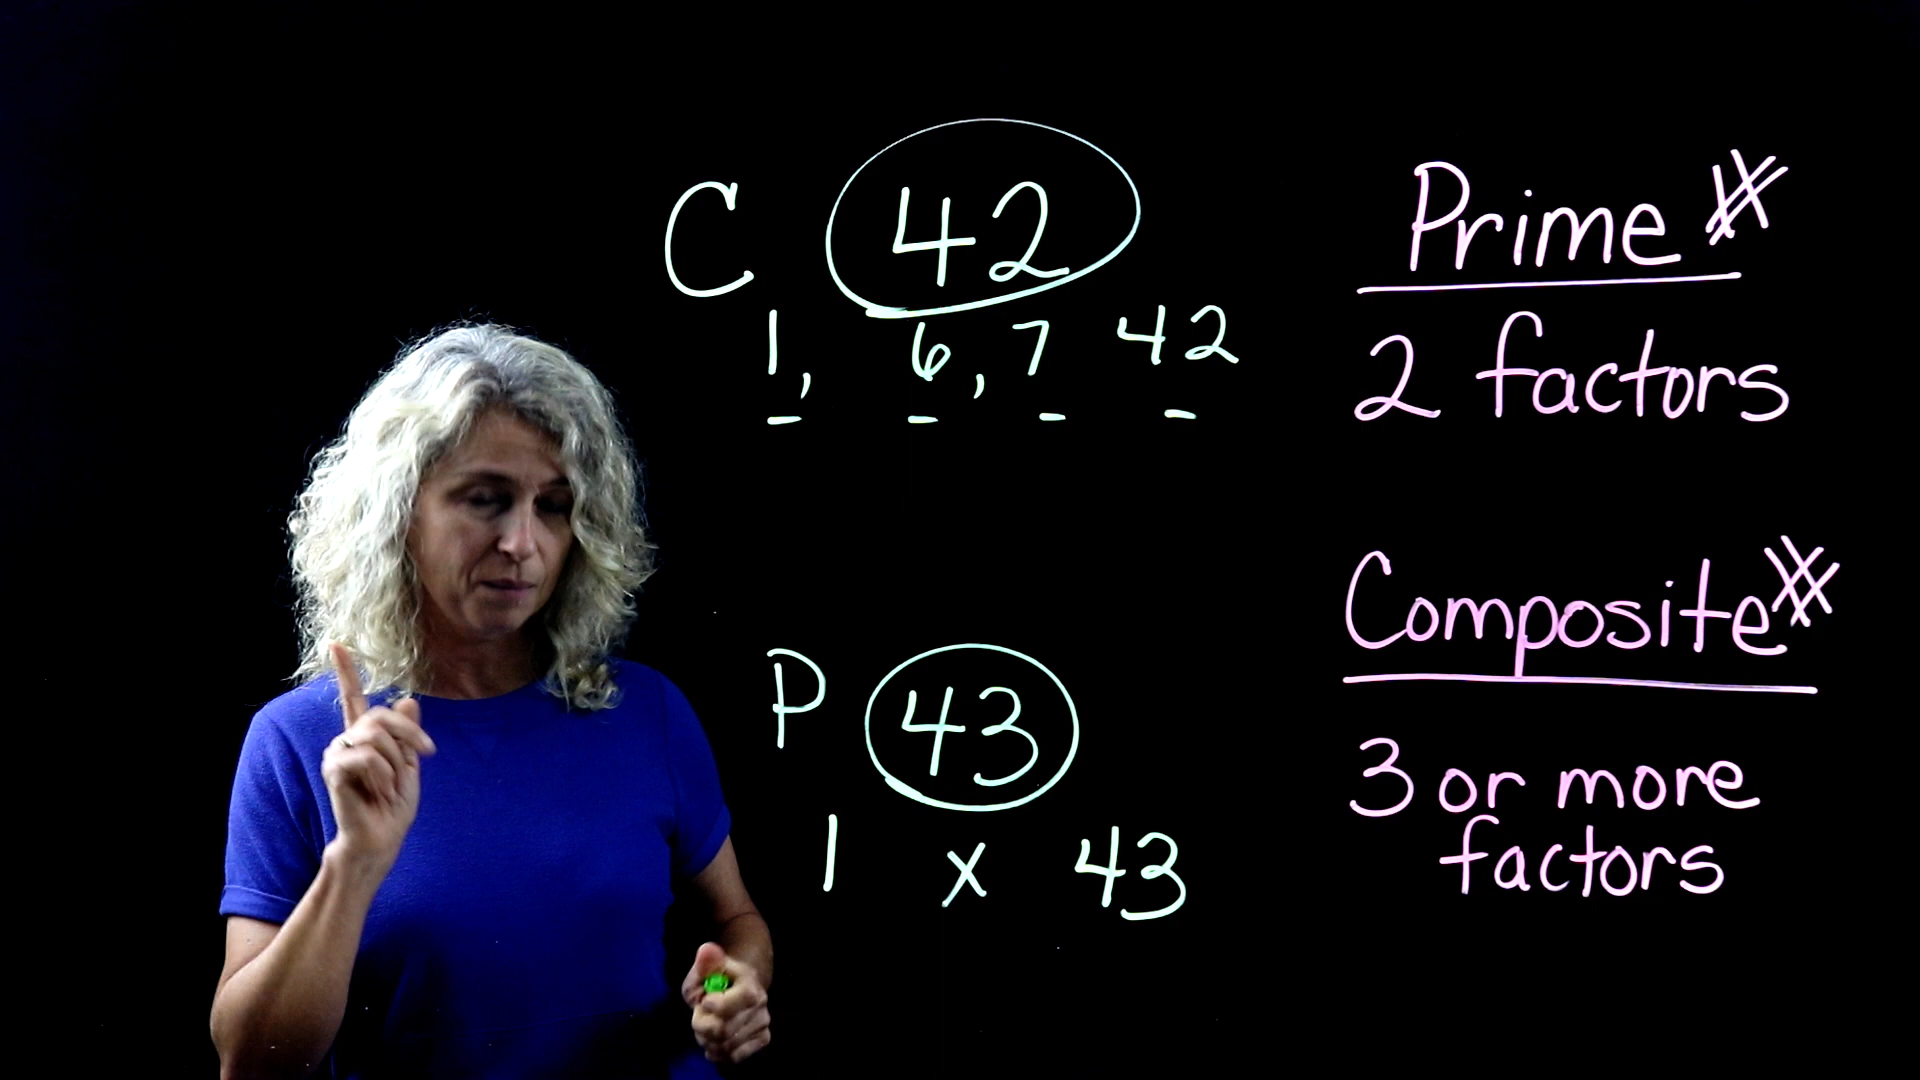 C 42
1, 6, 7 42
P 43
1 x 43
Prime #
2 factors
Composite #
3 or more
factors